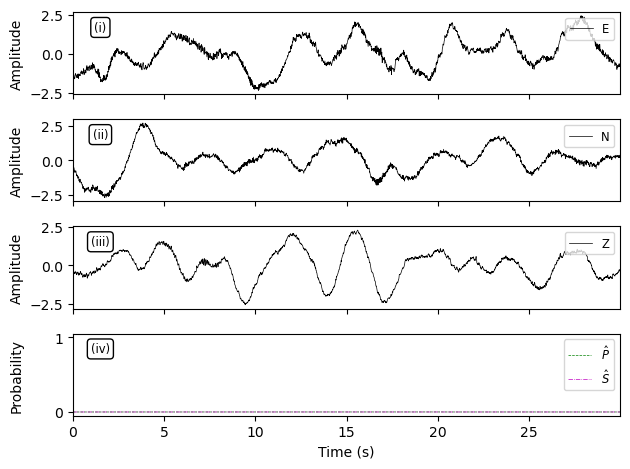 2.5
0.0
−2.5
Amplitude
(i)
E
2.5
0.0
−2.5
Amplitude
(ii)
N
2.5
0.0
−2.5
Amplitude
(iii)
Z
1
0
Probability
(iv)
P̂
Ŝ
0 5 10 15 20 25
Time (s)